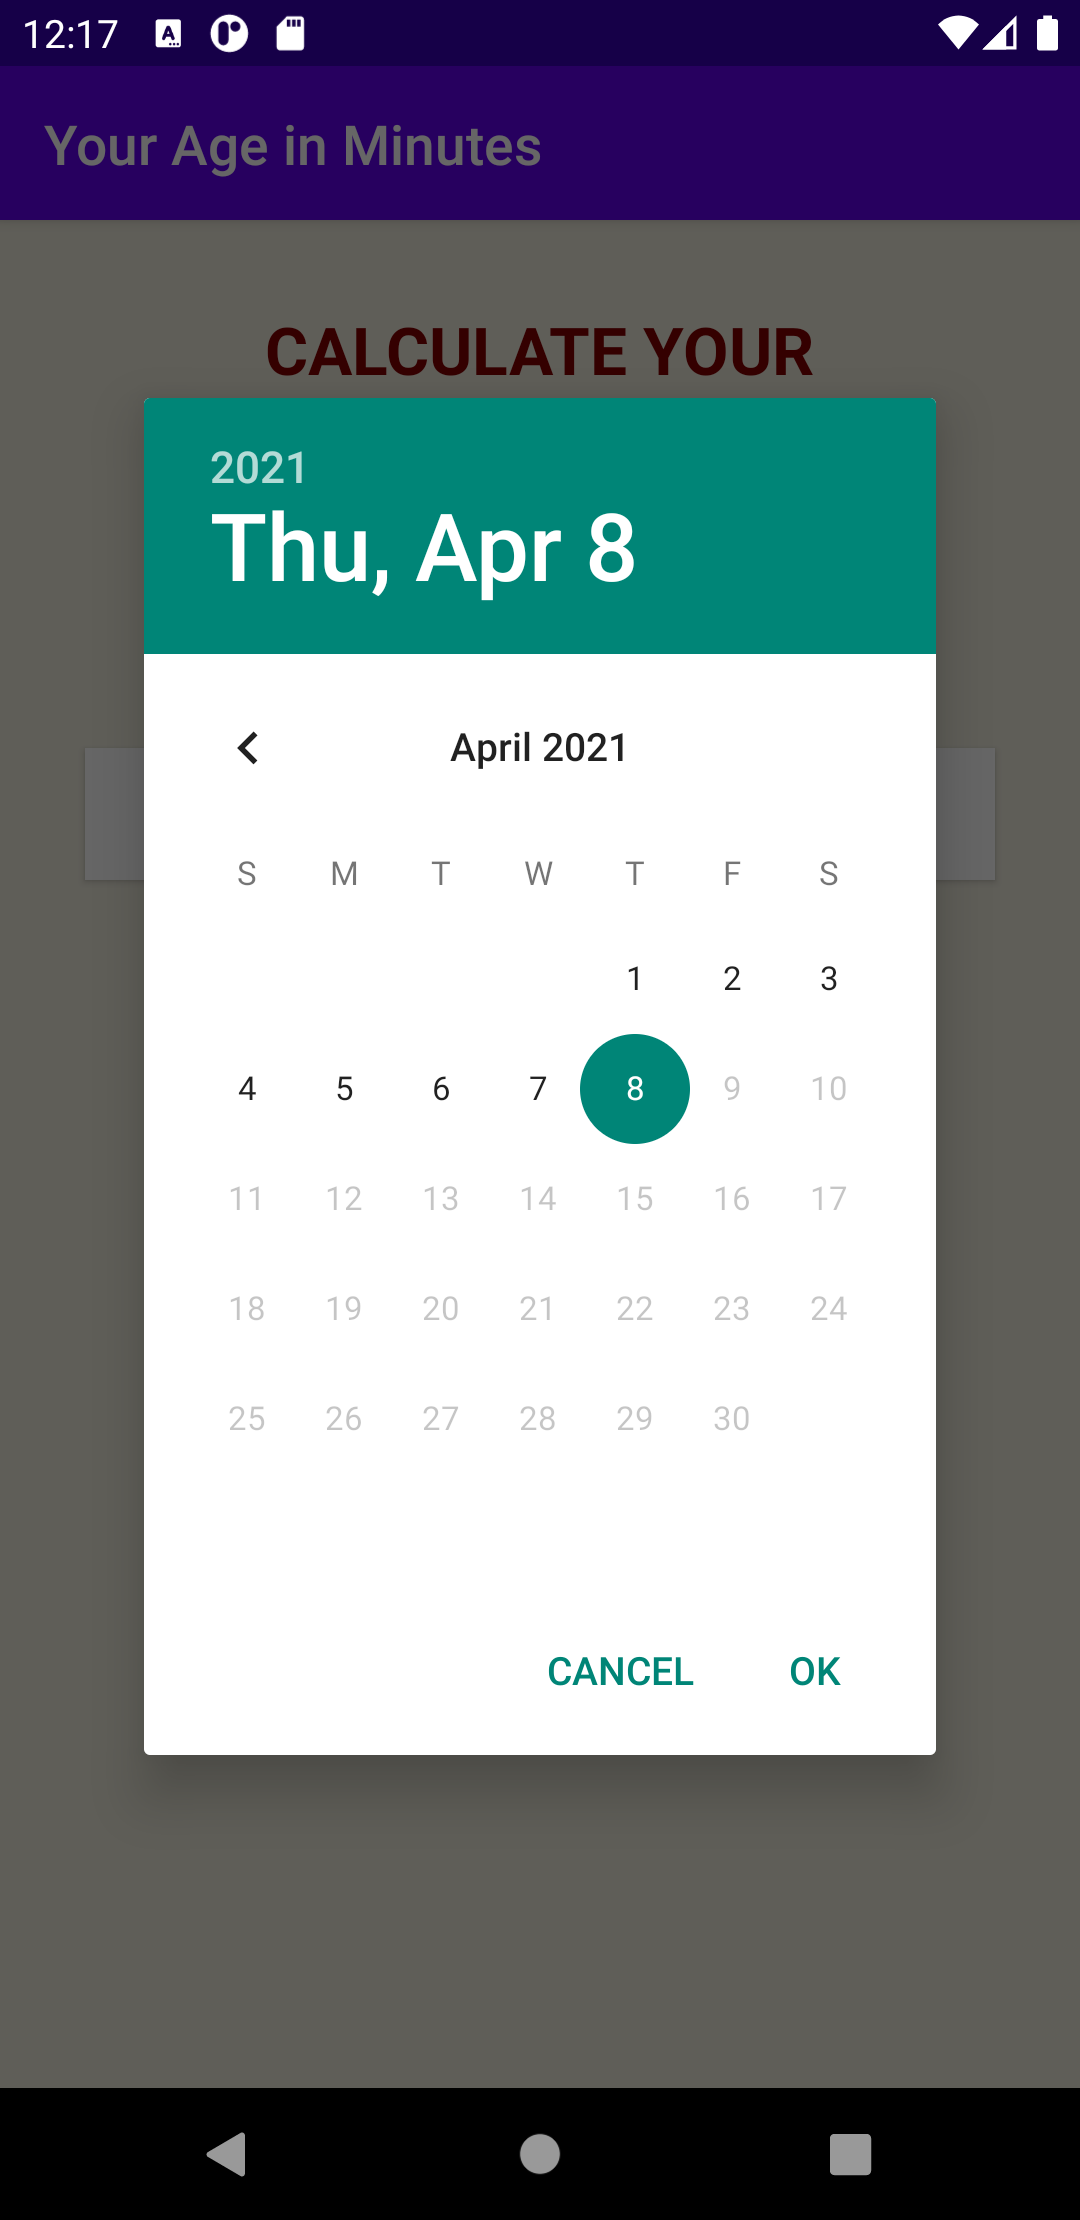 12:17
Your Age in Minutes
CALCULATE YOUR
2021
Thu, Apr 8
April 2021
S M T W T F S
1 2 3
4 5 6 7 8 9 10
11 12 13 14 15 16 17
18 19 20 21 22 23 24
25 26 27 28 29 30
CANCEL OK